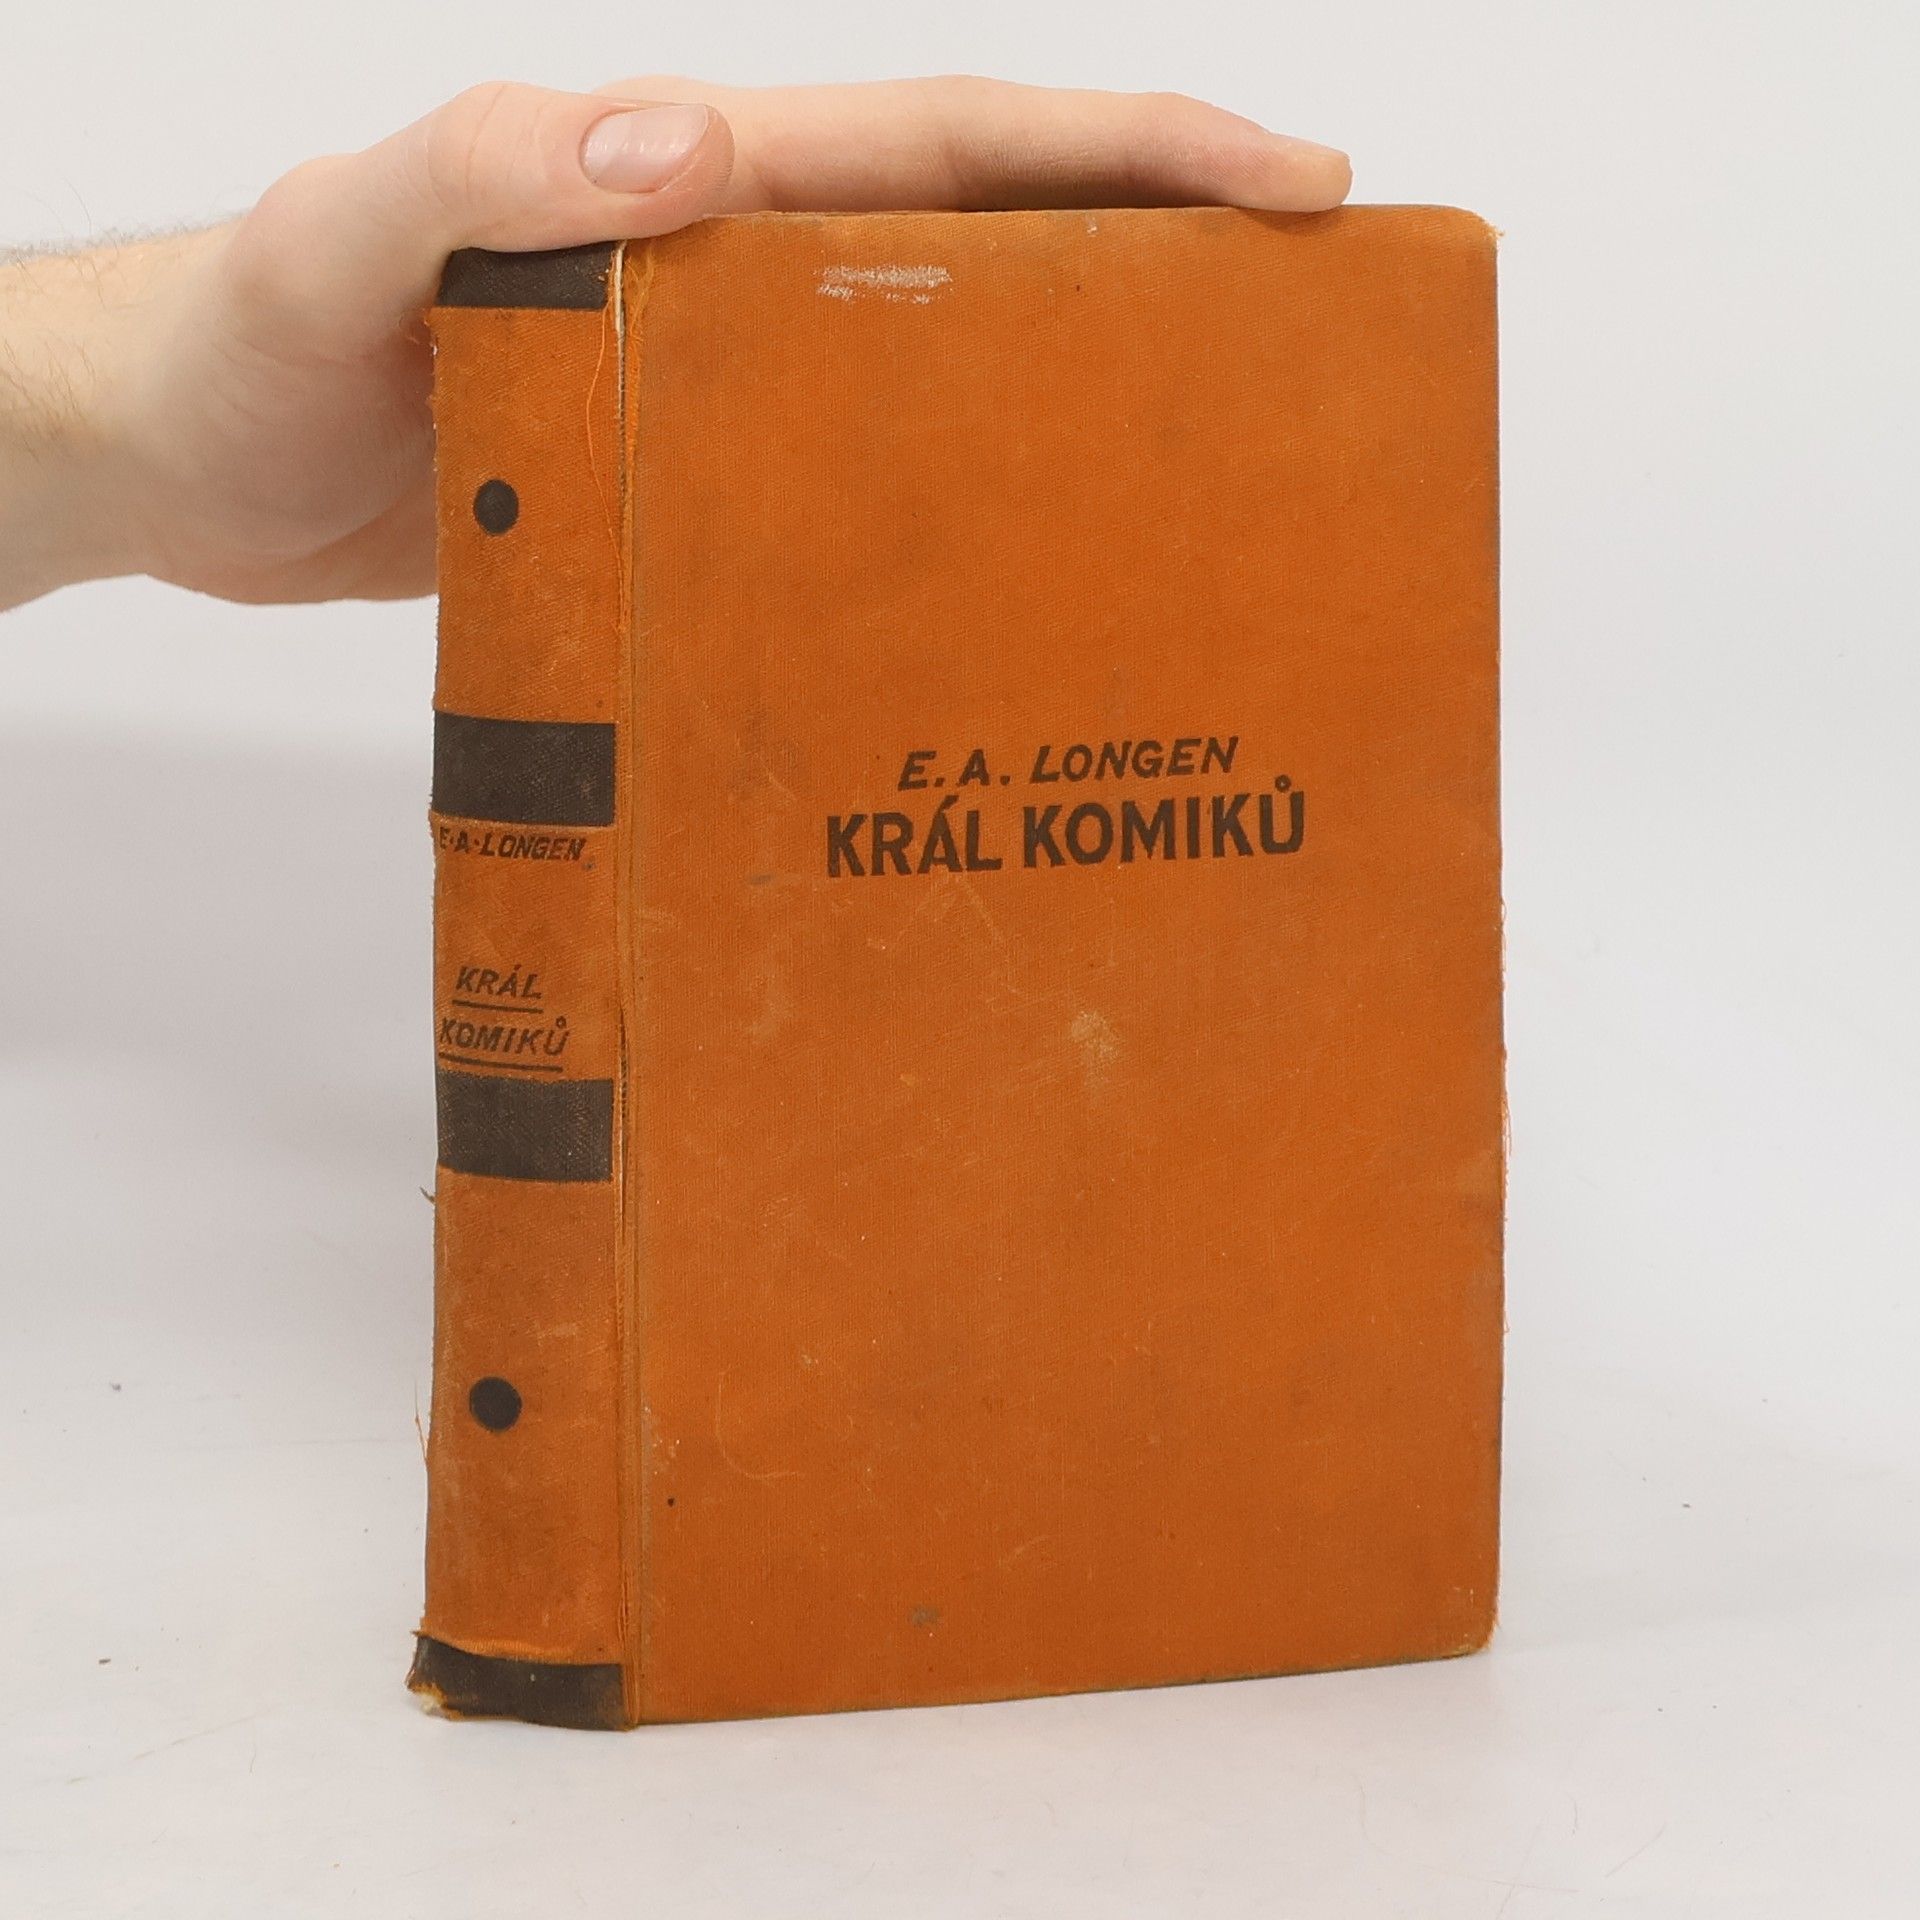 E. A. LONGEN
KRÁL KOMIKŮ
E·A·LONGEN
KRÁL
KOMIKŮ